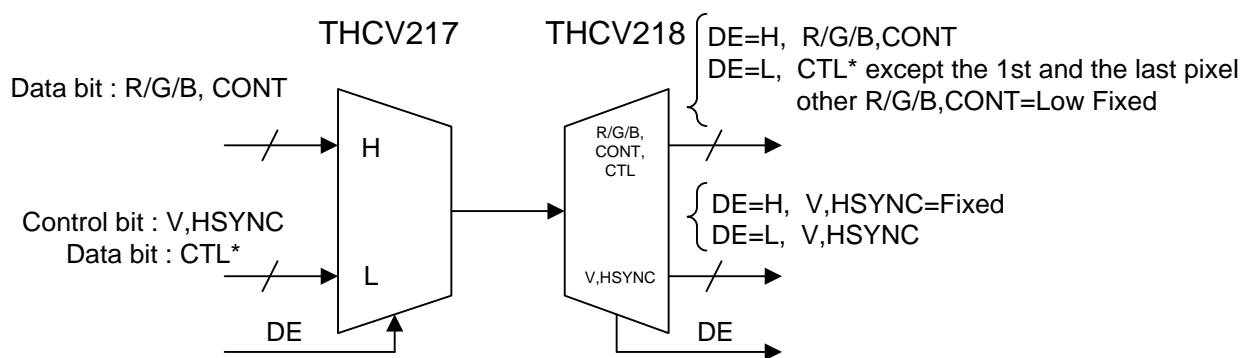 THCV217
THCV218
DE=H, R/G/B,CONT
DE=L, CTL* except the 1st and the last pixel
other R/G/B,CONT=Low Fixed
Data bit : R/G/B, CONT
H
R/G/B,
CONT,
CTL
DE=H, V,HSYNC=Fixed
DE=L, V,HSYNC
Control bit : V,HSYNC
Data bit : CTL*
L
V,HSYNC
DE
DE